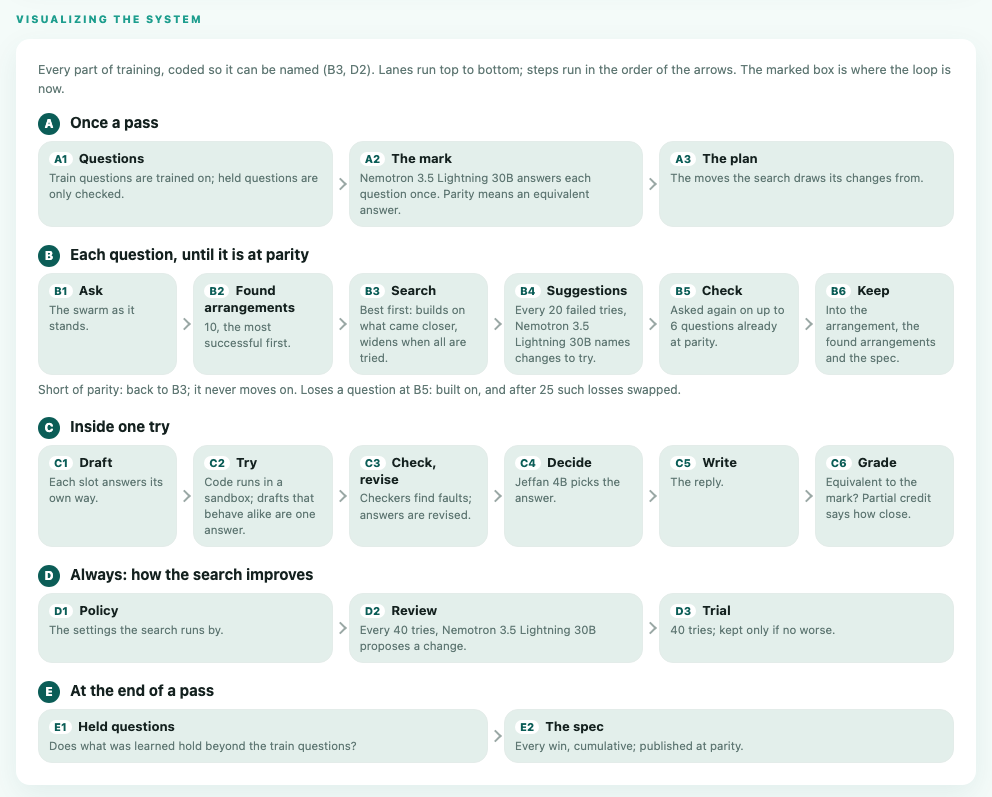 VISUALIZING THE SYSTEM
Every part of training, coded so it can be named (B3, D2). Lanes run top to bottom; steps run in the order of the arrows. The marked box is where the loop is
now.
A Once a pass
A1 Questions
Train questions are trained on; held questions are
only checked.
A2 The mark
Nemotron 3.5 Lightning 30B answers each
question once. Parity means an equivalent
answer.
A3 The plan
The moves the search draws its changes from.
B Each question, until it is at parity
B1 Ask
The swarm as it
stands.
B2 Found
arrangements
10, the most
successful first.
B3 Search
Best first: builds on
what came closer,
widens when all are
tried.
B4 Suggestions
Every 20 failed tries,
Nemotron 3.5
Lightning 30B names
changes to try.
B5 Check
Asked again on up to
6 questions already
at parity.
B6 Keep
Into the
arrangement, the
found arrangements
and the spec.
Short of parity: back to B3; it never moves on. Loses a question at B5: built on, and after 25 such losses swapped.
C Inside one try
C1 Draft
Each slot answers its
own way.
C2 Try
Code runs in a
sandbox; drafts that
behave alike are one
answer.
C3 Check,
revise
Checkers find faults;
answers are revised.
C4 Decide
Jeffan 4B picks the
answer.
C5 Write
The reply.
C6 Grade
Equivalent to the
mark? Partial credit
says how close.
D Always: how the search improves
D1 Policy
The settings the search runs by.
D2 Review
Every 40 tries, Nemotron 3.5 Lightning 30B
proposes a change.
D3 Trial
40 tries; kept only if no worse.
E At the end of a pass
E1 Held questions
Does what was learned hold beyond the train questions?
E2 The spec
Every win, cumulative; published at parity.